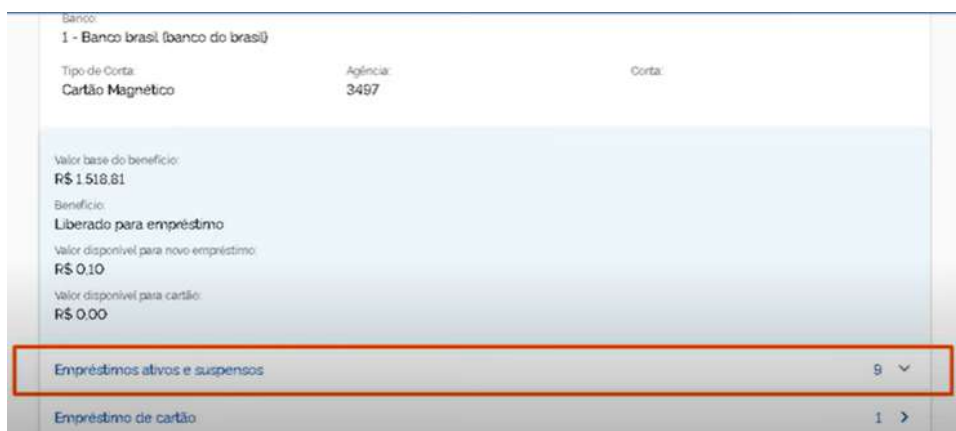 Banco:
1 - Banco brasil (banco do brasil)
Tipo de Conta: Agência: Conta:
Cartão Magnético 3497
Valor base do benefício:
R$ 1.518,81
Benefício:
Liberado para empréstimo
Valor disponível para novo empréstimo:
R$ 0,10
Valor disponível para cartão:
R$ 0,00
Empréstimos ativos e suspensos 9
Empréstimo de cartão 1